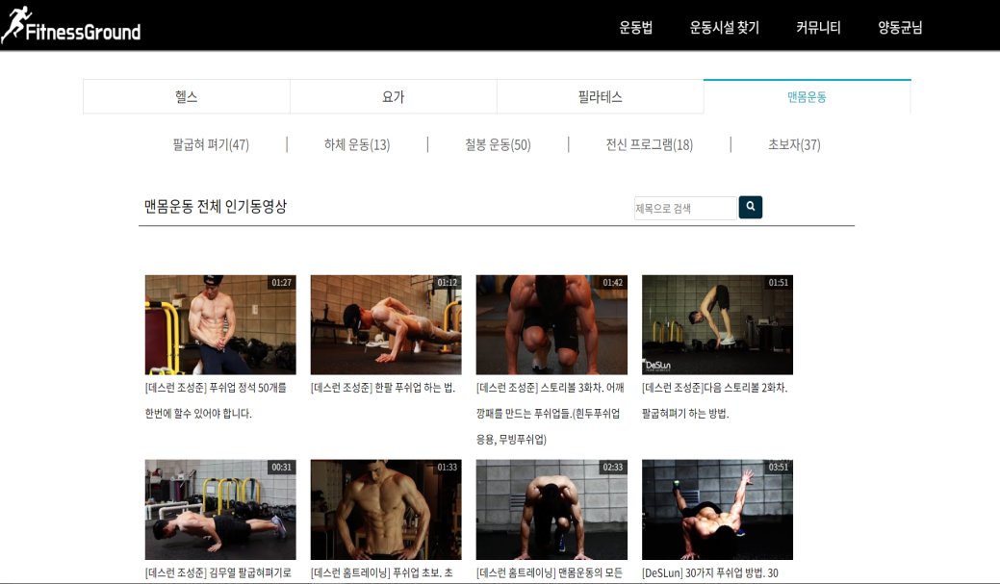 FitnessGround
운동법 운동시설 찾기 커뮤니티 양동균님
헬스 요가 필라테스 맨몸운동
팔굽혀 펴기(47) 하체 운동(13) 철봉 운동(50) 전신 프로그램(18) 초보자(37)
맨몸운동 전체 인기동영상
제목으로 검색
01:27 01:12 01:42 01:51
DeSLun
[데스런 조성준] 푸쉬업 정석 50개를
한번에 할수 있어야 합니다.
[데스런 조성준] 한팔 푸쉬업 하는 법.
[데스런 조성준] 스토리볼 3화차. 어깨
깡패를 만드는 푸쉬업들.(힌두푸쉬업
응용, 무빙푸쉬업)
[데스런 조성준]다음 스토리볼 2화차.
팔굽혀펴기 하는 방법.
00:31 01:33 02:33 03:51
[데스런 조성준] 김무열 팔굽혀펴기로
[데스런 홈트레이닝] 푸쉬업 초보. 초
[데스런 홈트레이닝] 맨몸운동의 모든
[DeSLun] 30가지 푸쉬업 방법. 30